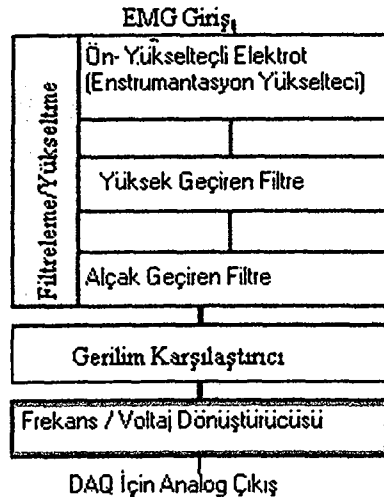 EMG Giriş
Filtreleme/Yükseltme
Ön-Yükselteçli Elektrot
(Enstrumantasyon Yükselteci)
Yüksek Geçiren Filtre
Alçak Geçiren Filtre
Gerilim Karşılaştırıcı
Frekans / Voltaj Dönüştürücüsü
DAQ İçin Analog Çıkış